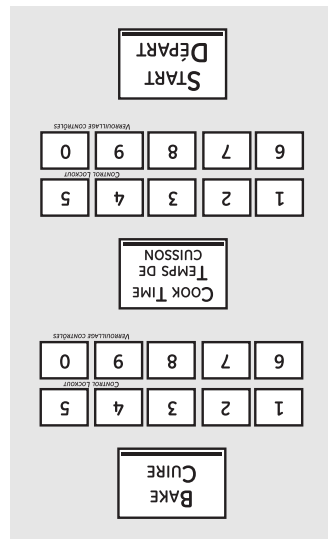 BAKE
CUIRE
1 2 3 4 5
CONTROL LOCKOUT
6 7 8 9 0
VERROUILLAGE CONTRÔLES
COOK TIME
TEMPS DE
CUISSON
1 2 3 4 5
CONTROL LOCKOUT
6 7 8 9 0
VERROUILLAGE CONTRÔLES
START
DÉPART